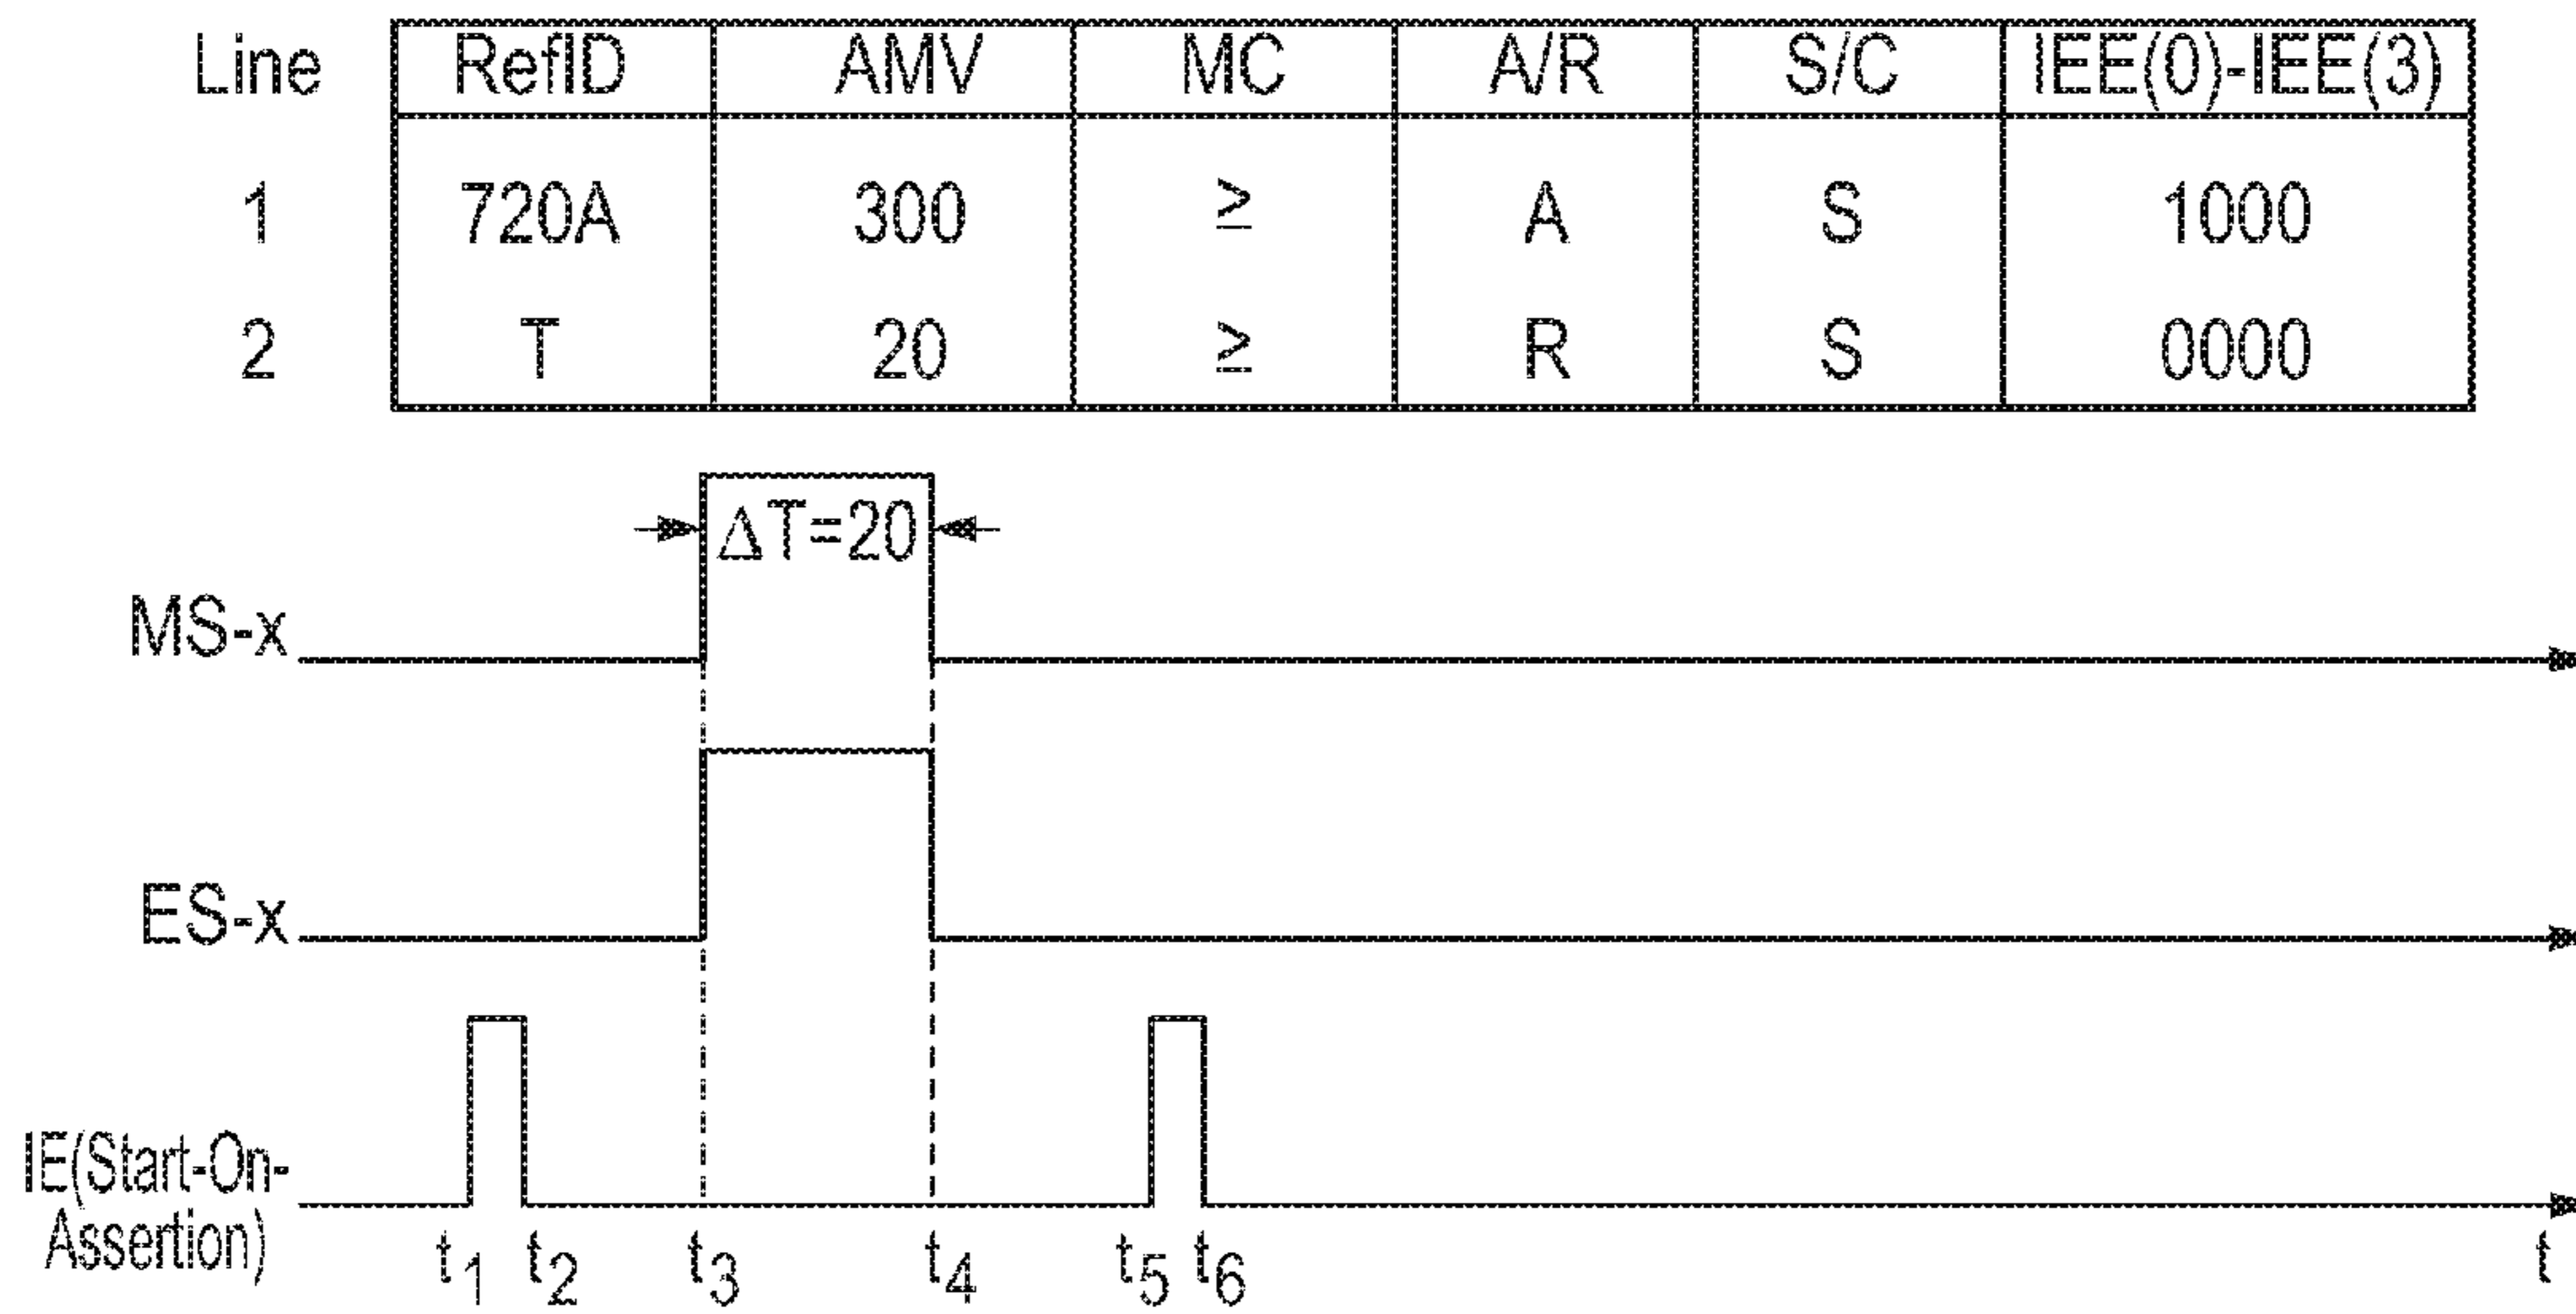 Line RefID AMV MC A/R S/C IEE(0)-IEE(3)
1 720A 300 ≥ A S 1000
2 T 20 ≥ R S 0000
ΔT=20
MS-x
ES-x
IE(Start-On-
Assertion)
t1 t2 t3 t4 t5 t6 t